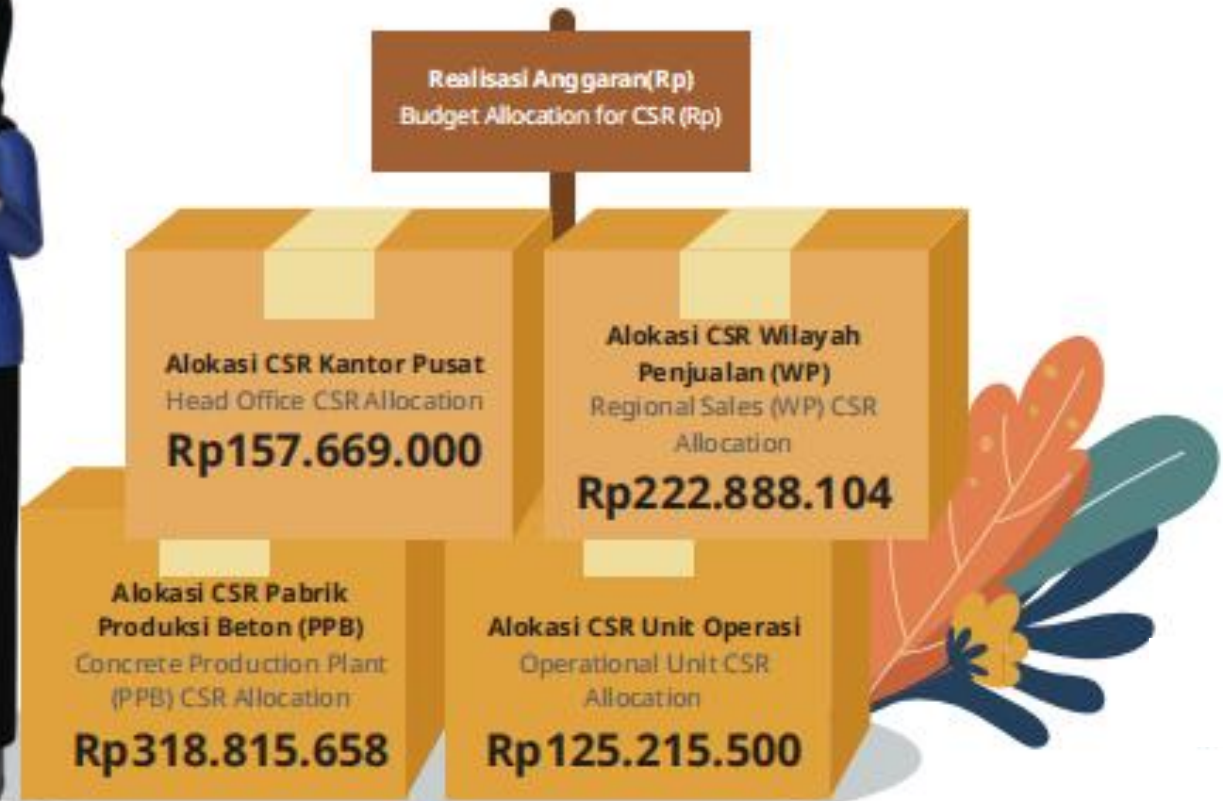 Realisasi Anggaran(Rp)
Budget Allocation for CSR (Rp)
Alokasi CSR Kantor Pusat
Head Office CSR Allocation
Rp157.669.000
Alokasi CSR Wilayah
Penjualan (WP)
Regional Sales (WP) CSR
Allocation
Rp222.888.104
Alokasi CSR Pabrik
Produksi Beton (PPB)
Concrete Production Plant
(PPB) CSR Allocation
Rp318.815.658
Alokasi CSR Unit Operasi
Operational Unit CSR
Allocation
Rp125.215.500